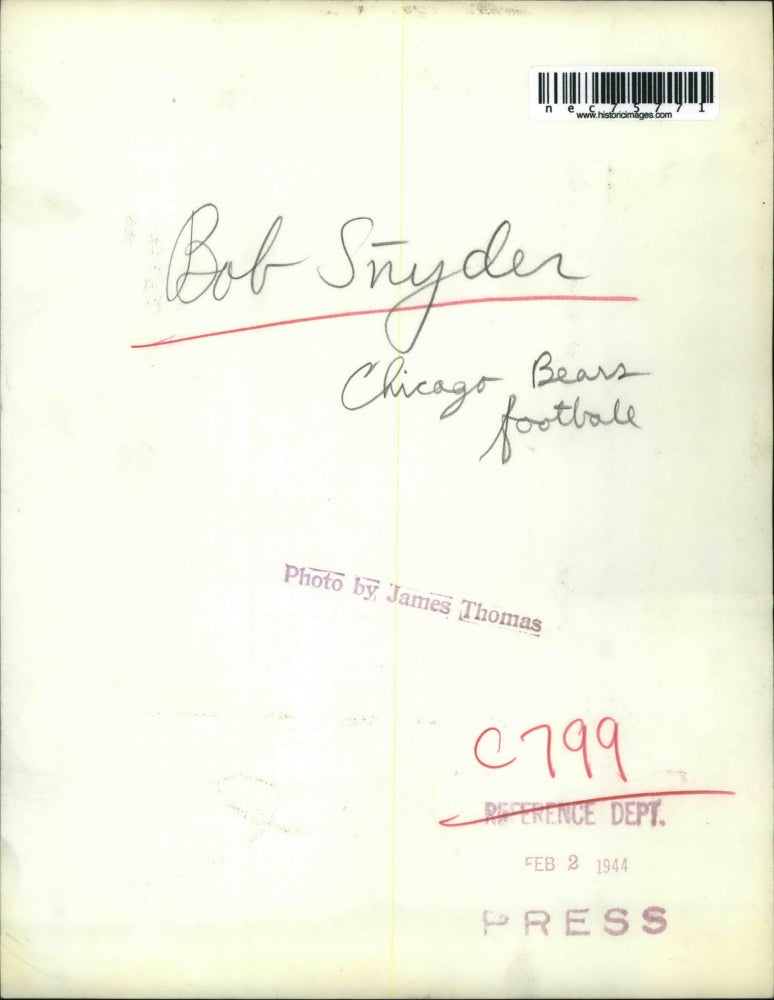 nec75771
www.historicimages.com
Bob Snyder
Chicago Bears
football
Photo by James Thomas
C799
REFERENCE DEPT.
FEB 2 1944
PRESS